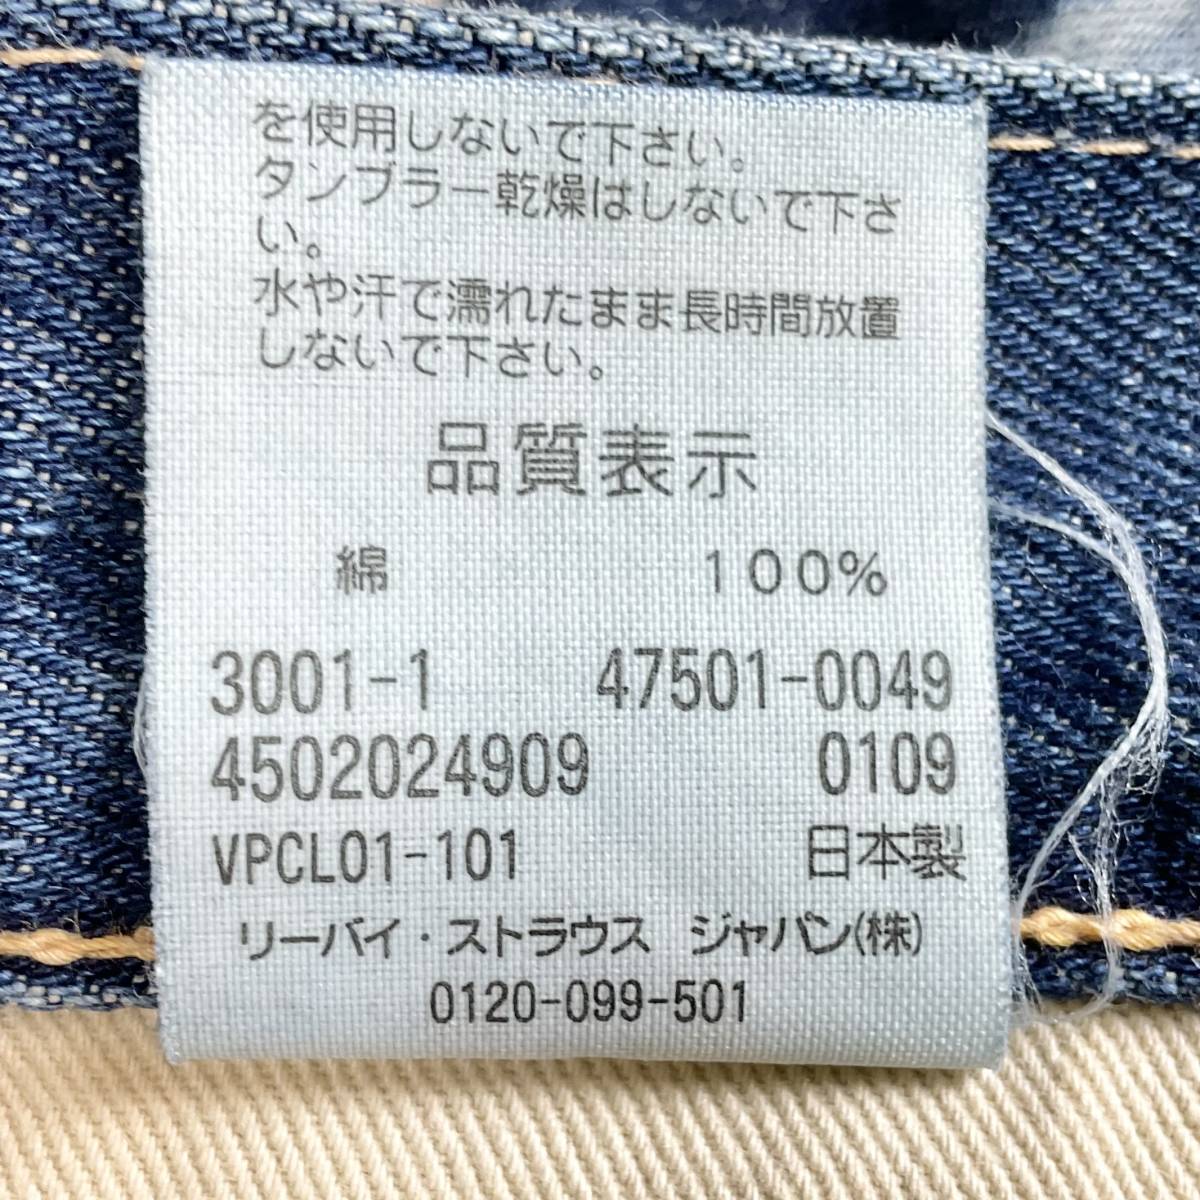 を使用しないで下さい。
タンブラー乾燥はしないで下さ
い。
水や汗で濡れたまま長時間放置
しないで下さい。
品質表示
綿 １００％
3001-1 47501-0049
4502024909 0109
VPCL01-101 日本製
リーバイ・ストラウス ジャパン(株)
0120-099-501